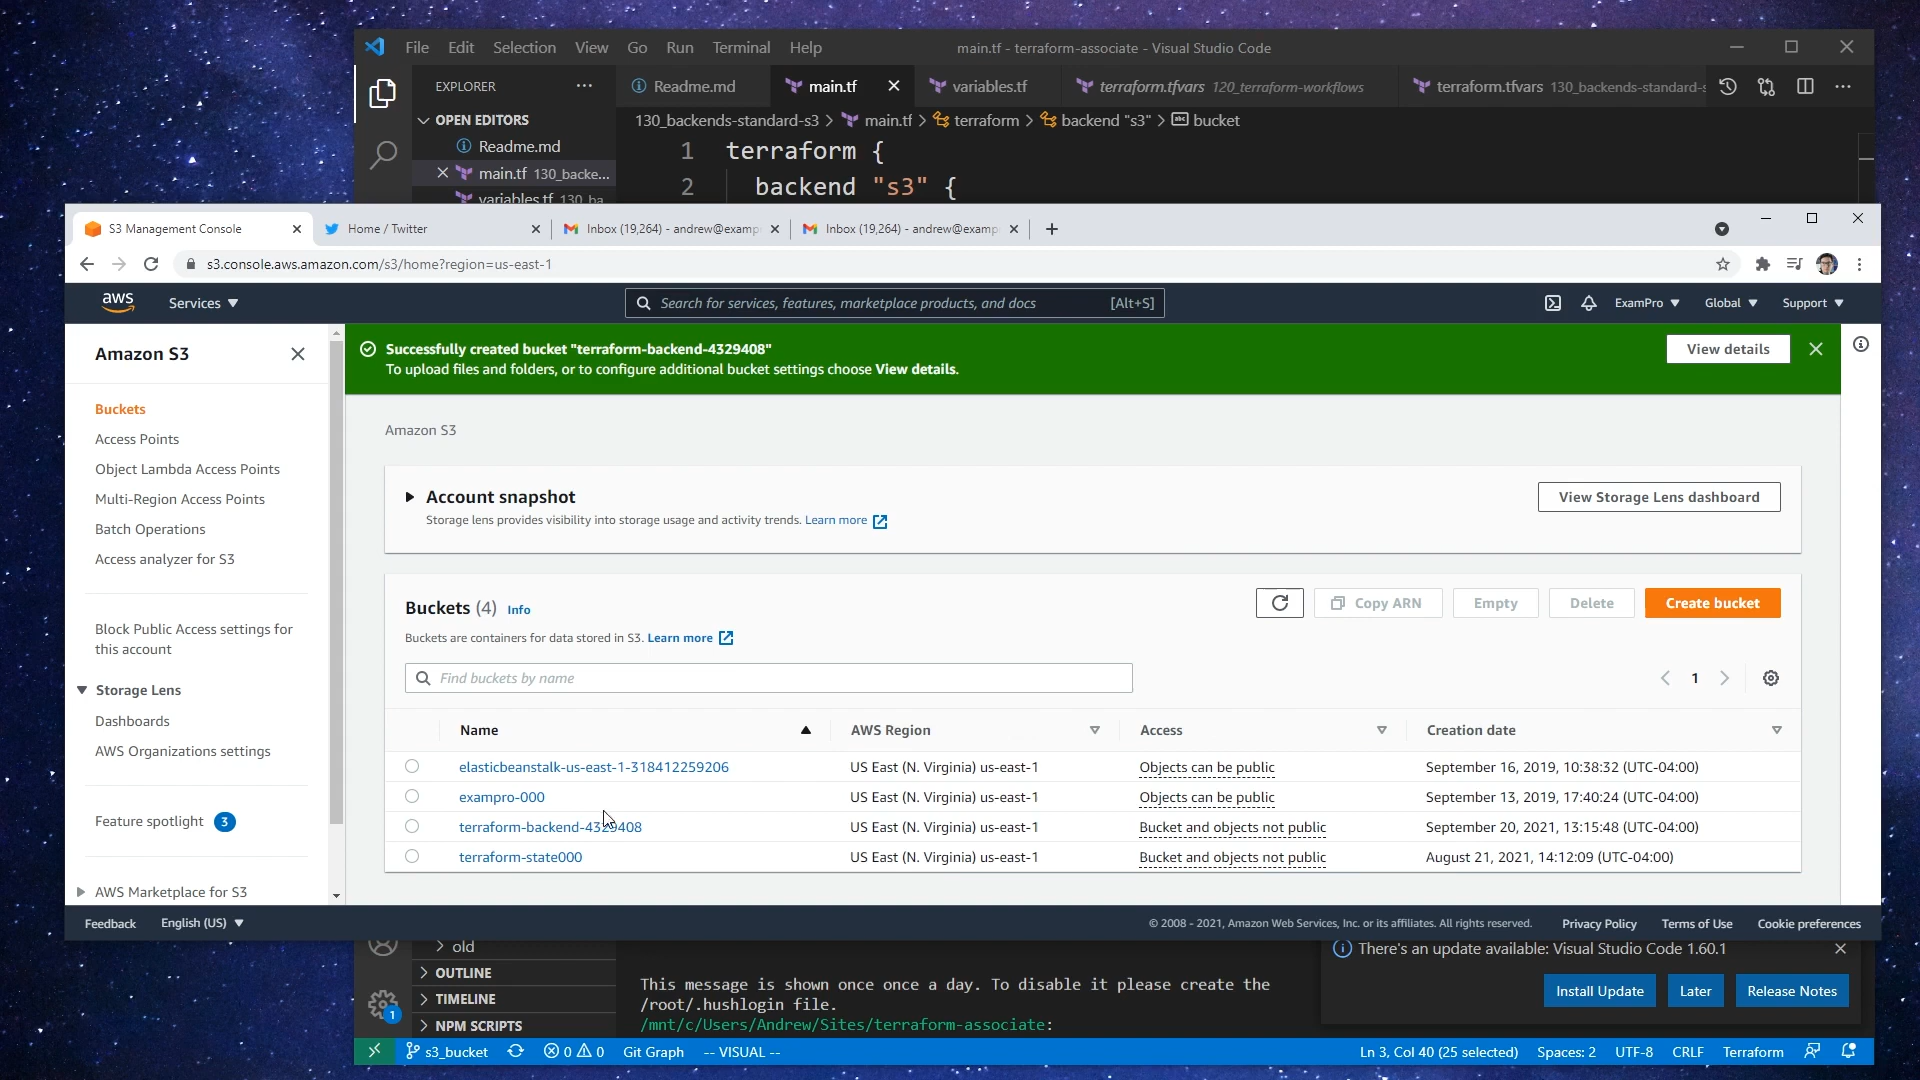 File Edit Selection View Go Run Terminal Help
main.tf - terraform-associate - Visual Studio Code
EXPLORER
Readme.md
main.tf
variables.tf
terraform.tfvars 120_terraform-workflows
terraform.tfvars 130_backends-standard-s
OPEN EDITORS
Readme.md
main.tf 130_backe...
variables.tf 130_ba
130_backends-standard-s3 > main.tf > terraform > backend "s3" > bucket
1 terraform {
2 backend "s3" {
S3 Management Console
Home / Twitter
Inbox (19,264) - andrew@examp
Inbox (19,264) - andrew@examp
s3.console.aws.amazon.com/s3/home?region=us-east-1
aws
Services
Search for services, features, marketplace products, and docs [Alt+S]
ExamPro
Global
Support
Amazon S3
Buckets
Access Points
Object Lambda Access Points
Multi-Region Access Points
Batch Operations
Access analyzer for S3
Block Public Access settings for
this account
Storage Lens
Dashboards
AWS Organizations settings
Feature spotlight 3
AWS Marketplace for S3
Successfully created bucket "terraform-backend-4329408"
To upload files and folders, or to configure additional bucket settings choose View details.
View details
Amazon S3
Account snapshot
Storage lens provides visibility into storage usage and activity trends. Learn more
View Storage Lens dashboard
Buckets (4) Info
Buckets are containers for data stored in S3. Learn more
Copy ARN
Empty
Delete
Create bucket
Find buckets by name
1
Name AWS Region Access Creation date
elasticbeanstalk-us-east-1-318412259206 US East (N. Virginia) us-east-1 Objects can be public September 16, 2019, 10:38:32 (UTC-04:00)
exampro-000 US East (N. Virginia) us-east-1 Objects can be public September 13, 2019, 17:40:24 (UTC-04:00)
terraform-backend-4329408 US East (N. Virginia) us-east-1 Bucket and objects not public September 20, 2021, 13:15:48 (UTC-04:00)
terraform-state000 US East (N. Virginia) us-east-1 Bucket and objects not public August 21, 2021, 14:12:09 (UTC-04:00)
Feedback English (US)
© 2008 - 2021, Amazon Web Services, Inc. or its affiliates. All rights reserved. Privacy Policy Terms of Use Cookie preferences
old
OUTLINE
TIMELINE
NPM SCRIPTS
1
This message is shown once once a day. To disable it please create the
/root/.hushlogin file.
/mnt/c/Users/Andrew/Sites/terraform-associate:
There's an update available: Visual Studio Code 1.60.1
Install Update
Later
Release Notes
s3_bucket 0 0 Git Graph -- VISUAL --
Ln 3, Col 40 (25 selected) Spaces: 2 UTF-8 CRLF Terraform